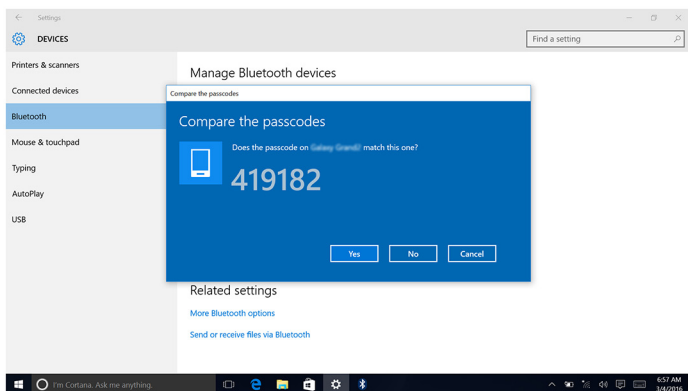 Settings
DEVICES
Find a setting
Printers & scanners
Connected devices
Bluetooth
Mouse & touchpad
Typing
AutoPlay
USB
Manage Bluetooth devices
Compare the passcodes
Compare the passcodes
Does the passcode on Galaxy Grand2 match this one?
419182
Yes No Cancel
Related settings
More Bluetooth options
Send or receive files via Bluetooth
I'm Cortana. Ask me anything.
6:57 AM
3/4/2016